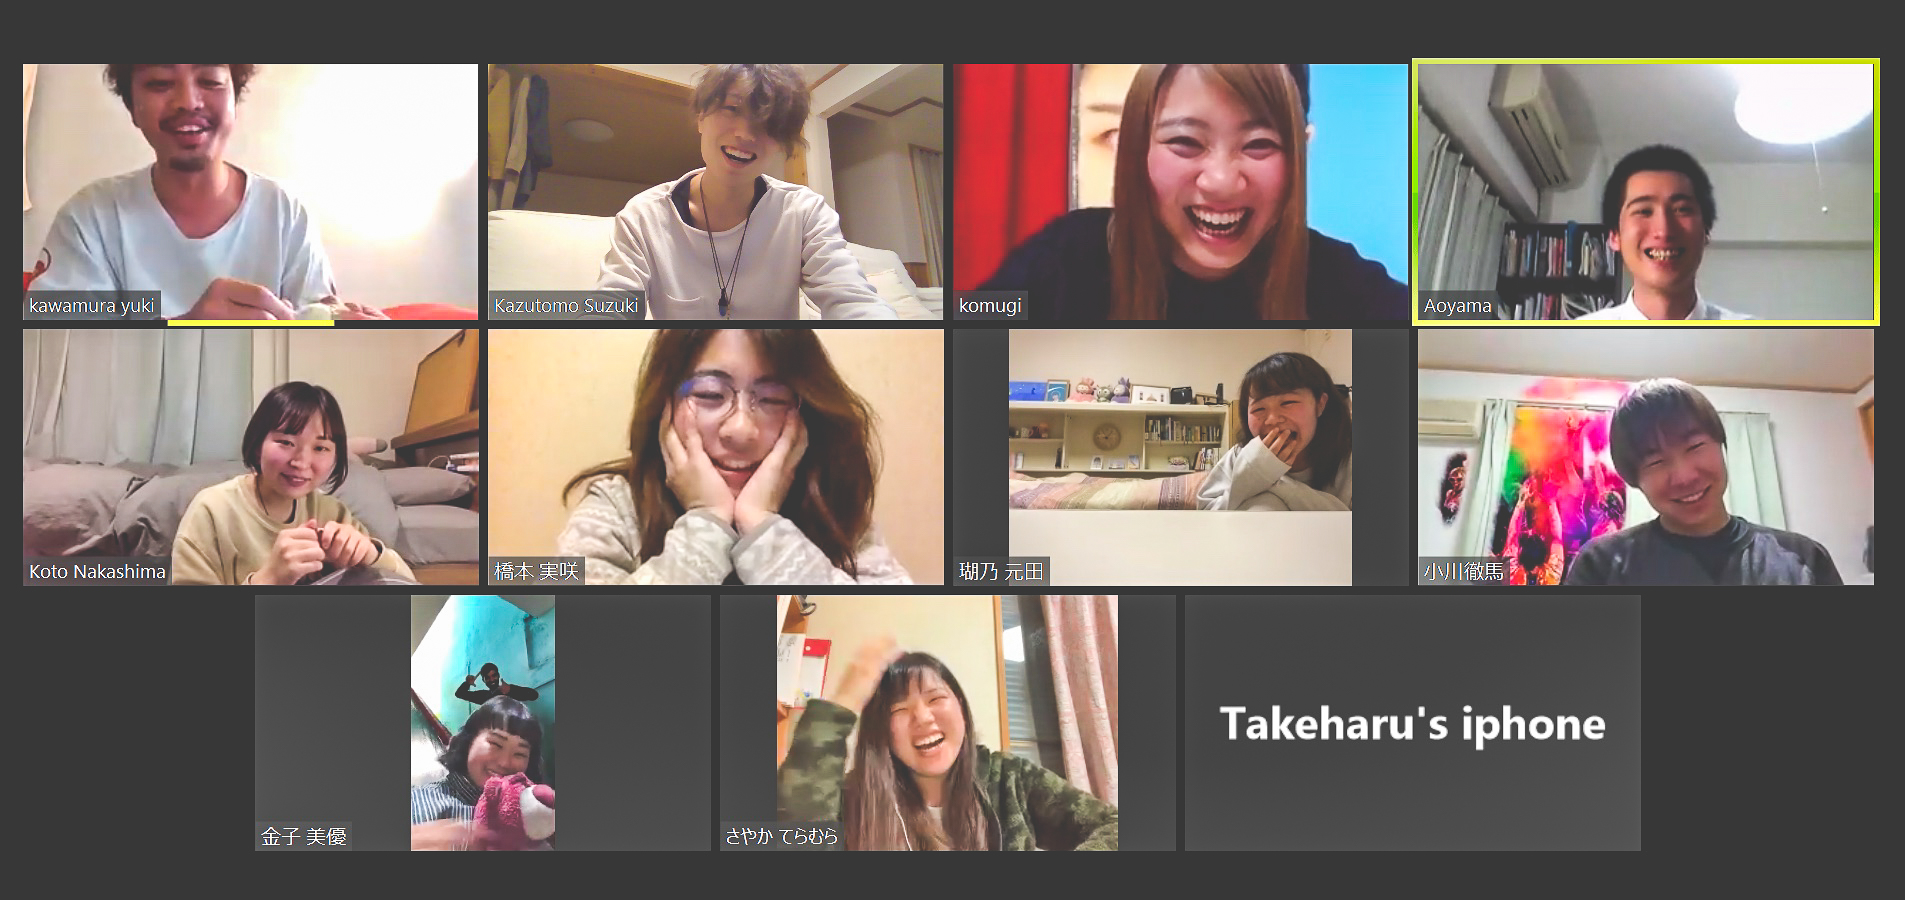 kawamura yuki
Kazutomo Suzuki
komugi
Aoyama
Koto Nakashima
橋本 実咲
瑚乃 元田
小川徹馬
金子 美優
さやか てらむら
Takeharu's iphone